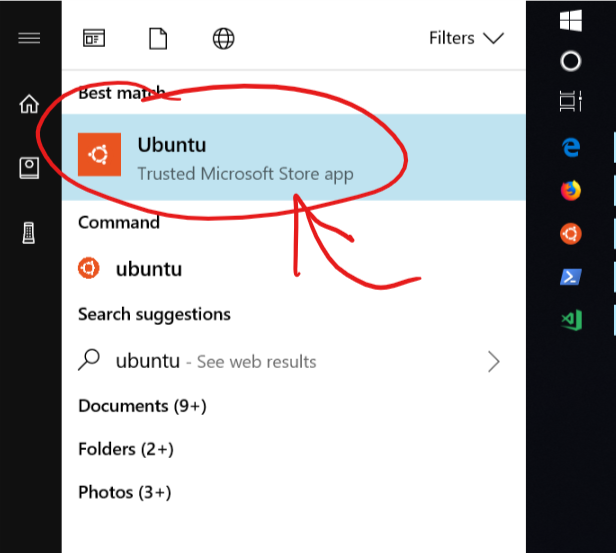 Filters
Best match
Ubuntu
Trusted Microsoft Store app
Command
ubuntu
Search suggestions
ubuntu - See web results
Documents (9+)
Folders (2+)
Photos (3+)